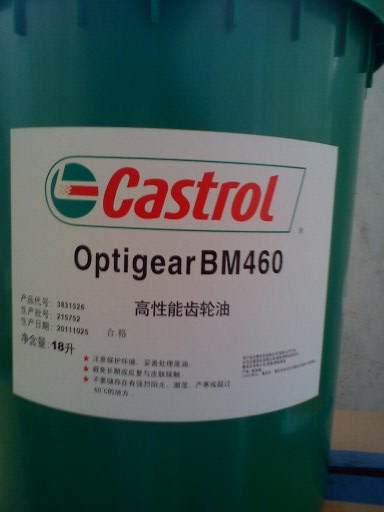 Castrol
®
Optigear BM460
高性能齿轮油
产品代号: 3831526
生产批号: 215752
生产日期: 20111025 合格
净含量: 18升
★ 注意保护环境、妥善处理废油
★ 避免长期或反复与皮肤接触
★ 不要储存在有强烈阳光、潮湿、严寒或超过
60℃的地方